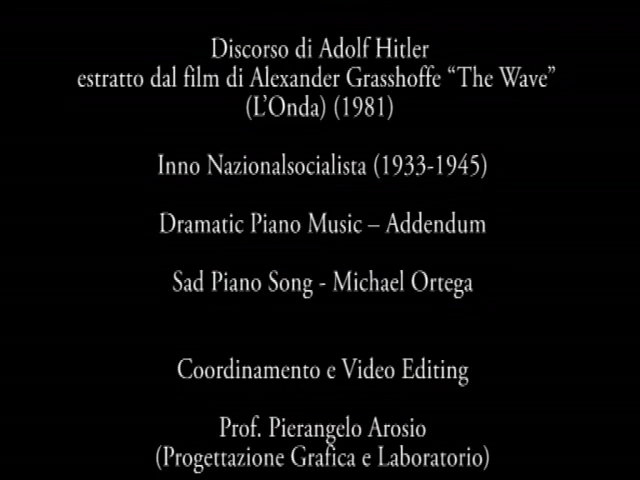 Discorso di Adolf Hitler
estratto dal film di Alexander Grasshoffe “The Wave”
(L’Onda) (1981)
Inno Nazionalsocialista (1933-1945)
Dramatic Piano Music – Addendum
Sad Piano Song - Michael Ortega
Coordinamento e Video Editing
Prof. Pierangelo Arosio
(Progettazione Grafica e Laboratorio)